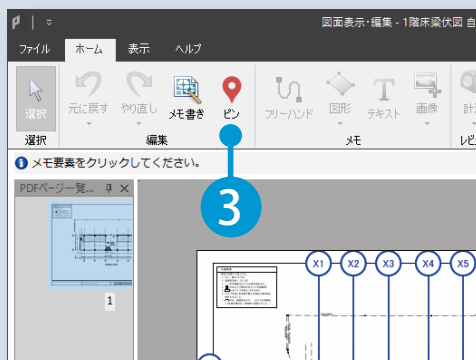 図面表示・編集 - 1階床梁伏図 自
ファイル ホーム 表示 ヘルプ
選択 元に戻す やり直し メモ書き ピン フリーハンド 図形 テキスト 画像 計
選択 編集 メモ レビ
メモ要素をクリックしてください。
PDFページ一覧...
3
1
X1 X2 X3 X4 X5